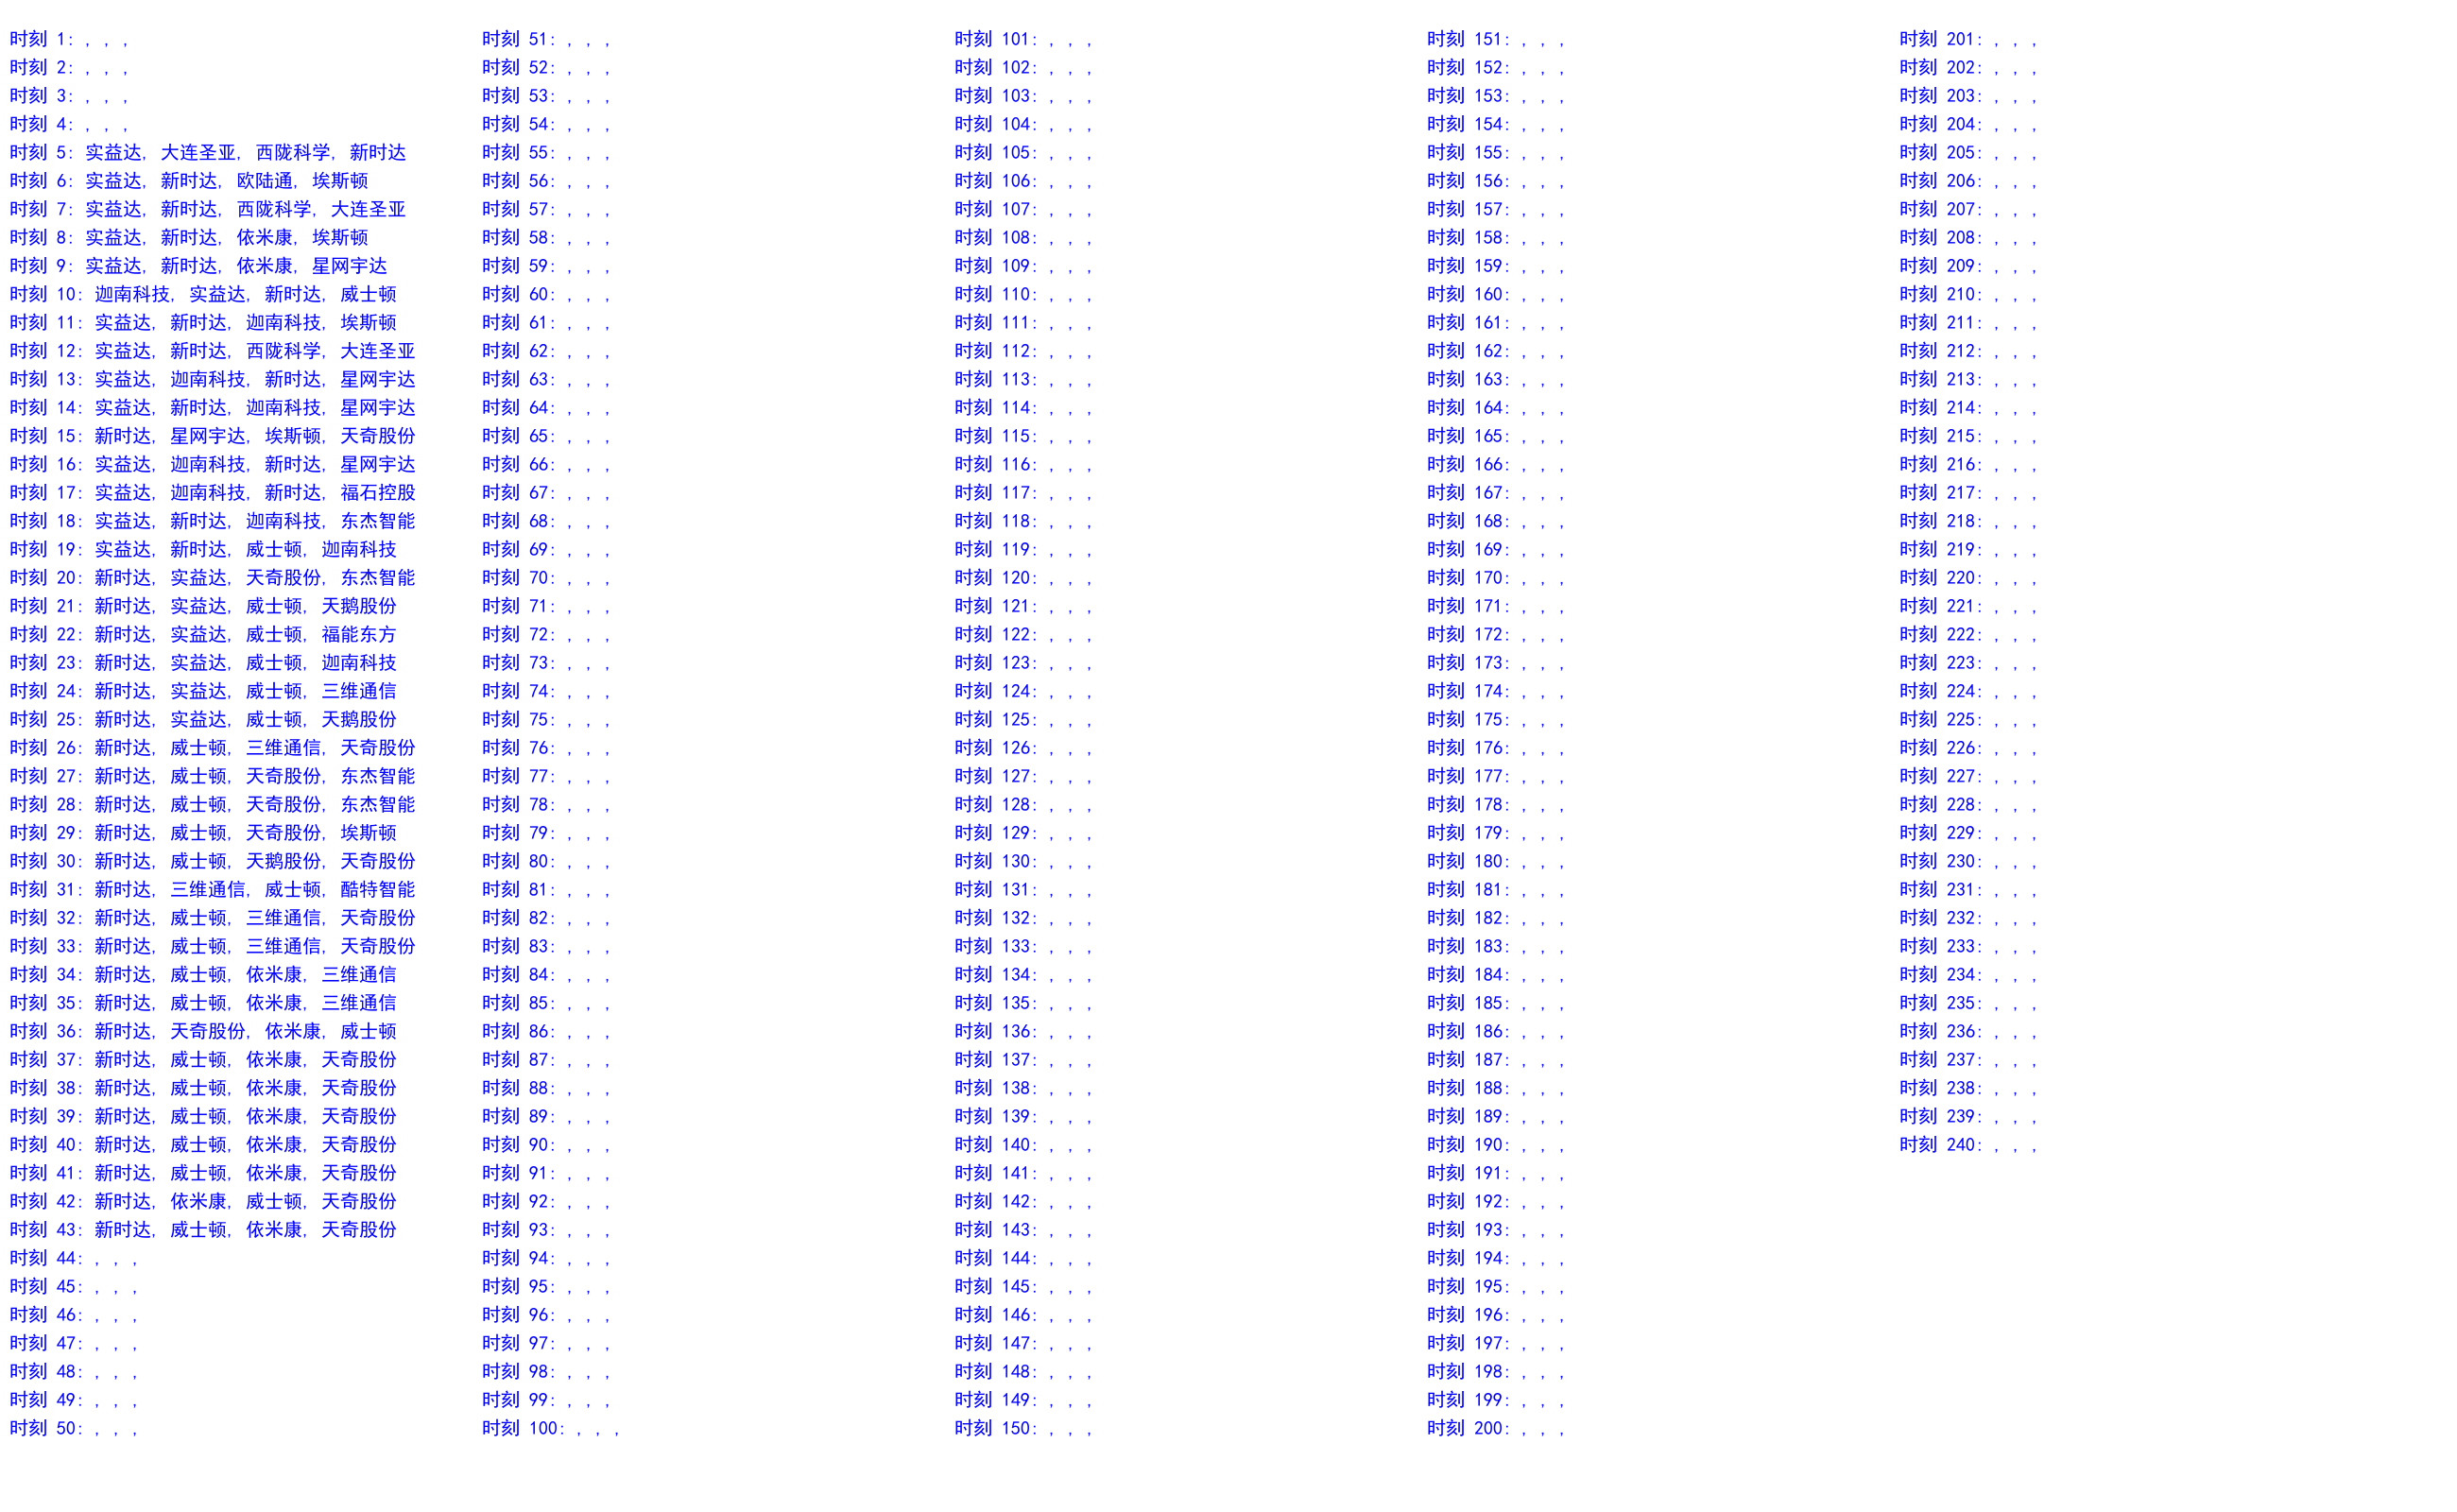 时刻 1: , , ,
时刻 2: , , ,
时刻 3: , , ,
时刻 4: , , ,
时刻 5: 实益达, 大连圣亚, 西陇科学, 新时达
时刻 6: 实益达, 新时达, 欧陆通, 埃斯顿
时刻 7: 实益达, 新时达, 西陇科学, 大连圣亚
时刻 8: 实益达, 新时达, 依米康, 埃斯顿
时刻 9: 实益达, 新时达, 依米康, 星网宇达
时刻 10: 迦南科技, 实益达, 新时达, 威士顿
时刻 11: 实益达, 新时达, 迦南科技, 埃斯顿
时刻 12: 实益达, 新时达, 西陇科学, 大连圣亚
时刻 13: 实益达, 迦南科技, 新时达, 星网宇达
时刻 14: 实益达, 新时达, 迦南科技, 星网宇达
时刻 15: 新时达, 星网宇达, 埃斯顿, 天奇股份
时刻 16: 实益达, 迦南科技, 新时达, 星网宇达
时刻 17: 实益达, 迦南科技, 新时达, 福石控股
时刻 18: 实益达, 新时达, 迦南科技, 东杰智能
时刻 19: 实益达, 新时达, 威士顿, 迦南科技
时刻 20: 新时达, 实益达, 天奇股份, 东杰智能
时刻 21: 新时达, 实益达, 威士顿, 天鹅股份
时刻 22: 新时达, 实益达, 威士顿, 福能东方
时刻 23: 新时达, 实益达, 威士顿, 迦南科技
时刻 24: 新时达, 实益达, 威士顿, 三维通信
时刻 25: 新时达, 实益达, 威士顿, 天鹅股份
时刻 26: 新时达, 威士顿, 三维通信, 天奇股份
时刻 27: 新时达, 威士顿, 天奇股份, 东杰智能
时刻 28: 新时达, 威士顿, 天奇股份, 东杰智能
时刻 29: 新时达, 威士顿, 天奇股份, 埃斯顿
时刻 30: 新时达, 威士顿, 天鹅股份, 天奇股份
时刻 31: 新时达, 三维通信, 威士顿, 酷特智能
时刻 32: 新时达, 威士顿, 三维通信, 天奇股份
时刻 33: 新时达, 威士顿, 三维通信, 天奇股份
时刻 34: 新时达, 威士顿, 依米康, 三维通信
时刻 35: 新时达, 威士顿, 依米康, 三维通信
时刻 36: 新时达, 天奇股份, 依米康, 威士顿
时刻 37: 新时达, 威士顿, 依米康, 天奇股份
时刻 38: 新时达, 威士顿, 依米康, 天奇股份
时刻 39: 新时达, 威士顿, 依米康, 天奇股份
时刻 40: 新时达, 威士顿, 依米康, 天奇股份
时刻 41: 新时达, 威士顿, 依米康, 天奇股份
时刻 42: 新时达, 依米康, 威士顿, 天奇股份
时刻 43: 新时达, 威士顿, 依米康, 天奇股份
时刻 44: , , ,
时刻 45: , , ,
时刻 46: , , ,
时刻 47: , , ,
时刻 48: , , ,
时刻 49: , , ,
时刻 50: , , ,
时刻 51: , , ,
时刻 52: , , ,
时刻 53: , , ,
时刻 54: , , ,
时刻 55: , , ,
时刻 56: , , ,
时刻 57: , , ,
时刻 58: , , ,
时刻 59: , , ,
时刻 60: , , ,
时刻 61: , , ,
时刻 62: , , ,
时刻 63: , , ,
时刻 64: , , ,
时刻 65: , , ,
时刻 66: , , ,
时刻 67: , , ,
时刻 68: , , ,
时刻 69: , , ,
时刻 70: , , ,
时刻 71: , , ,
时刻 72: , , ,
时刻 73: , , ,
时刻 74: , , ,
时刻 75: , , ,
时刻 76: , , ,
时刻 77: , , ,
时刻 78: , , ,
时刻 79: , , ,
时刻 80: , , ,
时刻 81: , , ,
时刻 82: , , ,
时刻 83: , , ,
时刻 84: , , ,
时刻 85: , , ,
时刻 86: , , ,
时刻 87: , , ,
时刻 88: , , ,
时刻 89: , , ,
时刻 90: , , ,
时刻 91: , , ,
时刻 92: , , ,
时刻 93: , , ,
时刻 94: , , ,
时刻 95: , , ,
时刻 96: , , ,
时刻 97: , , ,
时刻 98: , , ,
时刻 99: , , ,
时刻 100: , , ,
时刻 101: , , ,
时刻 102: , , ,
时刻 103: , , ,
时刻 104: , , ,
时刻 105: , , ,
时刻 106: , , ,
时刻 107: , , ,
时刻 108: , , ,
时刻 109: , , ,
时刻 110: , , ,
时刻 111: , , ,
时刻 112: , , ,
时刻 113: , , ,
时刻 114: , , ,
时刻 115: , , ,
时刻 116: , , ,
时刻 117: , , ,
时刻 118: , , ,
时刻 119: , , ,
时刻 120: , , ,
时刻 121: , , ,
时刻 122: , , ,
时刻 123: , , ,
时刻 124: , , ,
时刻 125: , , ,
时刻 126: , , ,
时刻 127: , , ,
时刻 128: , , ,
时刻 129: , , ,
时刻 130: , , ,
时刻 131: , , ,
时刻 132: , , ,
时刻 133: , , ,
时刻 134: , , ,
时刻 135: , , ,
时刻 136: , , ,
时刻 137: , , ,
时刻 138: , , ,
时刻 139: , , ,
时刻 140: , , ,
时刻 141: , , ,
时刻 142: , , ,
时刻 143: , , ,
时刻 144: , , ,
时刻 145: , , ,
时刻 146: , , ,
时刻 147: , , ,
时刻 148: , , ,
时刻 149: , , ,
时刻 150: , , ,
时刻 151: , , ,
时刻 152: , , ,
时刻 153: , , ,
时刻 154: , , ,
时刻 155: , , ,
时刻 156: , , ,
时刻 157: , , ,
时刻 158: , , ,
时刻 159: , , ,
时刻 160: , , ,
时刻 161: , , ,
时刻 162: , , ,
时刻 163: , , ,
时刻 164: , , ,
时刻 165: , , ,
时刻 166: , , ,
时刻 167: , , ,
时刻 168: , , ,
时刻 169: , , ,
时刻 170: , , ,
时刻 171: , , ,
时刻 172: , , ,
时刻 173: , , ,
时刻 174: , , ,
时刻 175: , , ,
时刻 176: , , ,
时刻 177: , , ,
时刻 178: , , ,
时刻 179: , , ,
时刻 180: , , ,
时刻 181: , , ,
时刻 182: , , ,
时刻 183: , , ,
时刻 184: , , ,
时刻 185: , , ,
时刻 186: , , ,
时刻 187: , , ,
时刻 188: , , ,
时刻 189: , , ,
时刻 190: , , ,
时刻 191: , , ,
时刻 192: , , ,
时刻 193: , , ,
时刻 194: , , ,
时刻 195: , , ,
时刻 196: , , ,
时刻 197: , , ,
时刻 198: , , ,
时刻 199: , , ,
时刻 200: , , ,
时刻 201: , , ,
时刻 202: , , ,
时刻 203: , , ,
时刻 204: , , ,
时刻 205: , , ,
时刻 206: , , ,
时刻 207: , , ,
时刻 208: , , ,
时刻 209: , , ,
时刻 210: , , ,
时刻 211: , , ,
时刻 212: , , ,
时刻 213: , , ,
时刻 214: , , ,
时刻 215: , , ,
时刻 216: , , ,
时刻 217: , , ,
时刻 218: , , ,
时刻 219: , , ,
时刻 220: , , ,
时刻 221: , , ,
时刻 222: , , ,
时刻 223: , , ,
时刻 224: , , ,
时刻 225: , , ,
时刻 226: , , ,
时刻 227: , , ,
时刻 228: , , ,
时刻 229: , , ,
时刻 230: , , ,
时刻 231: , , ,
时刻 232: , , ,
时刻 233: , , ,
时刻 234: , , ,
时刻 235: , , ,
时刻 236: , , ,
时刻 237: , , ,
时刻 238: , , ,
时刻 239: , , ,
时刻 240: , , ,